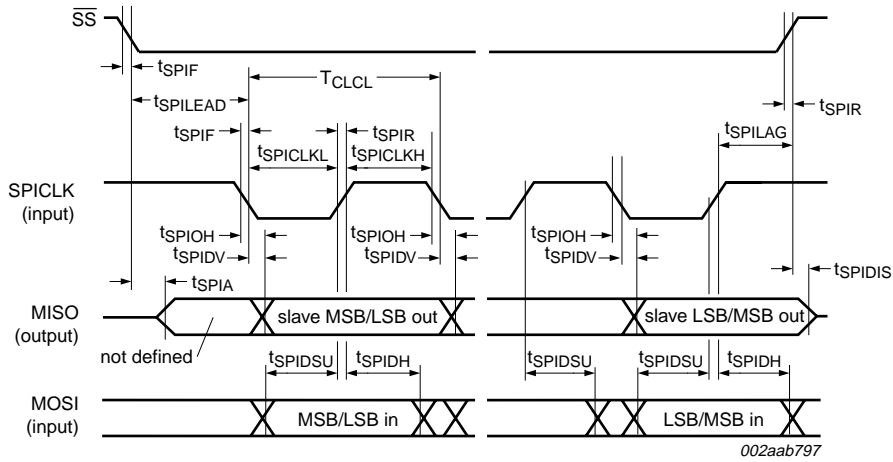 SS
tSPIF
TCLCL
tSPILEAD
tSPIR
tSPIF
tSPIR
tSPILAG
tSPICLKL
tSPICLKH
SPICLK
(input)
tSPIOH
tSPIOH
tSPIOH
tSPIDV
tSPIDV
tSPIDV
tSPIA
tSPIDIS
MISO
(output)
slave MSB/LSB out
slave LSB/MSB out
not defined
tSPIDSU
tSPIDH
tSPIDSU
tSPIDSU
tSPIDH
MOSI
(input)
MSB/LSB in
LSB/MSB in
002aab797